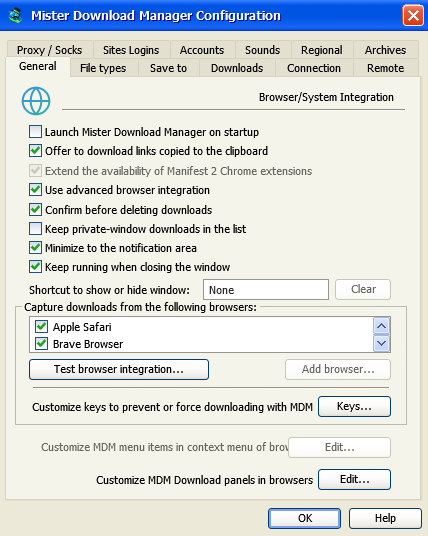 Mister Download Manager Configuration
Proxy / Socks Sites Logins Accounts Sounds Regional Archives
General File types Save to Downloads Connection Remote
Browser/System Integration
Launch Mister Download Manager on startup
Offer to download links copied to the clipboard
Extend the availability of Manifest 2 Chrome extensions
Use advanced browser integration
Confirm before deleting downloads
Keep private-window downloads in the list
Minimize to the notification area
Keep running when closing the window
Shortcut to show or hide window: None Clear
Capture downloads from the following browsers:
Apple Safari
Brave Browser
Test browser integration... Add browser...
Customize keys to prevent or force downloading with MDM Keys...
Customize MDM menu items in context menu of brow Edit...
Customize MDM Download panels in browsers Edit...
OK Help